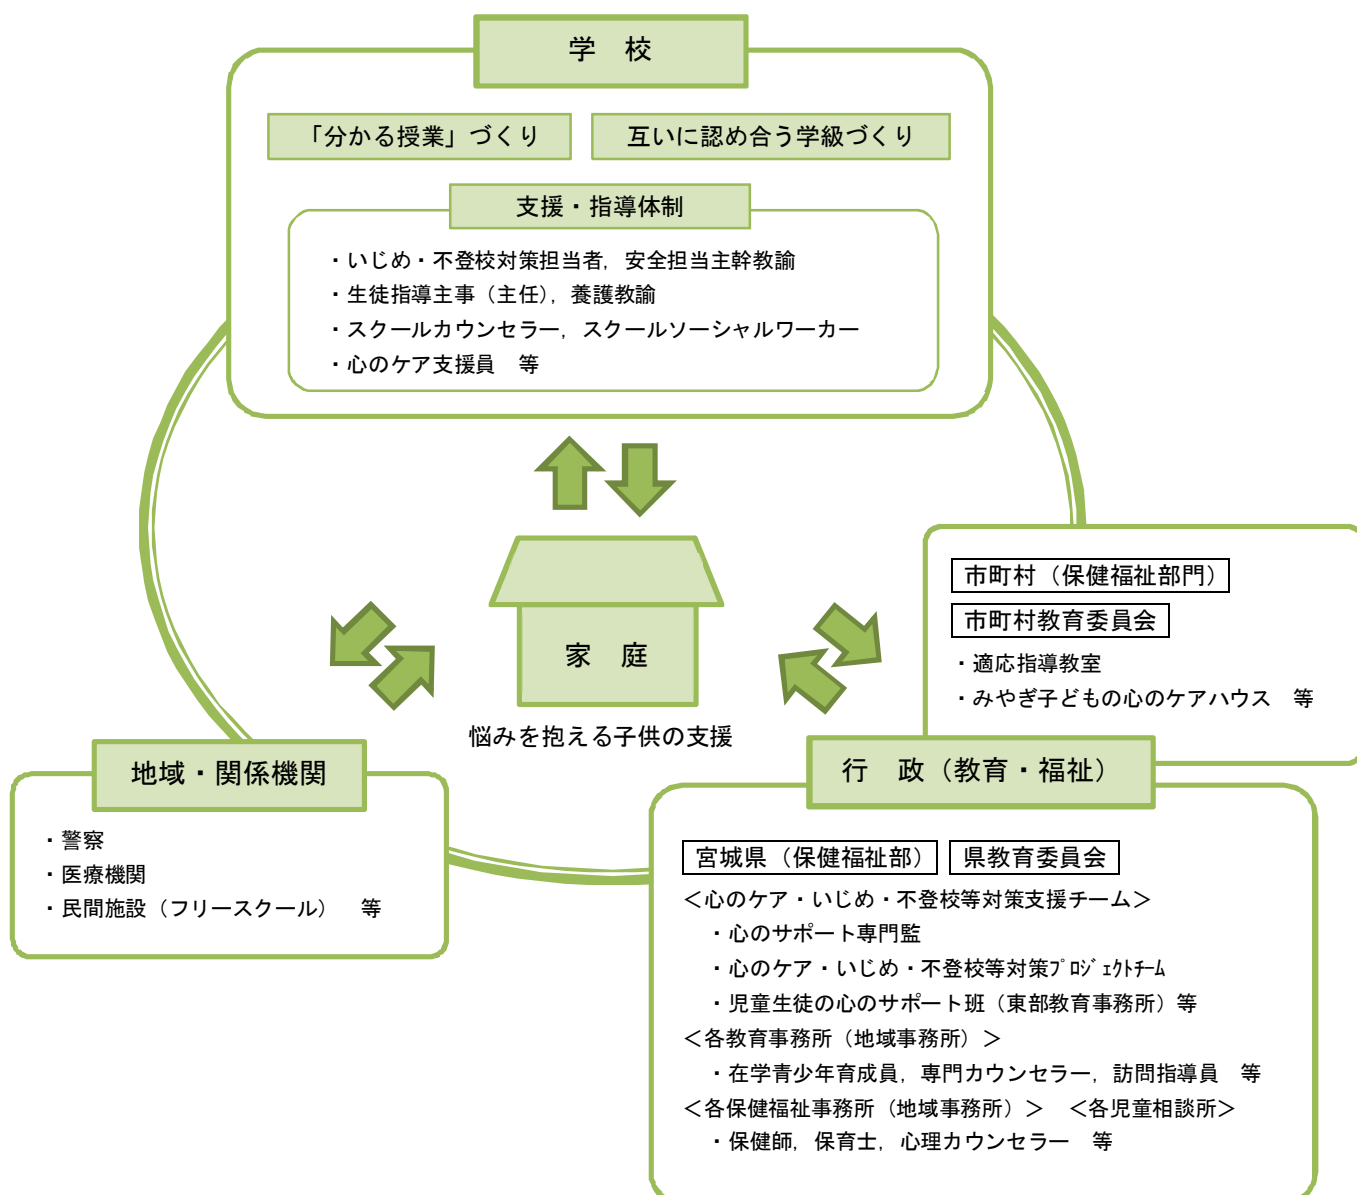 学　校
「分かる授業」づくり
互いに認め合う学級づくり
支援・指導体制
・いじめ・不登校対策担当者，安全担当主幹教諭
・生徒指導主事（主任），養護教諭
・スクールカウンセラー，スクールソーシャルワーカー
・心のケア支援員　等
家　庭
悩みを抱える子供の支援
市町村（保健福祉部門）
市町村教育委員会
・適応指導教室
・みやぎ子どもの心のケアハウス　等
地域・関係機関
・警察
・医療機関
・民間施設（フリースクール）　等
行　政（教育・福祉）
宮城県（保健福祉部）　県教育委員会
＜心のケア・いじめ・不登校等対策支援チーム＞
・心のサポート専門監
・心のケア・いじめ・不登校等対策ﾌﾟﾛｼﾞｪｸﾄﾁｰﾑ
・児童生徒の心のサポート班（東部教育事務所）等
＜各教育事務所（地域事務所）＞
・在学青少年育成員，専門カウンセラー，訪問指導員　等
＜各保健福祉事務所（地域事務所）＞　＜各児童相談所＞
・保健師，保育士，心理カウンセラー　等